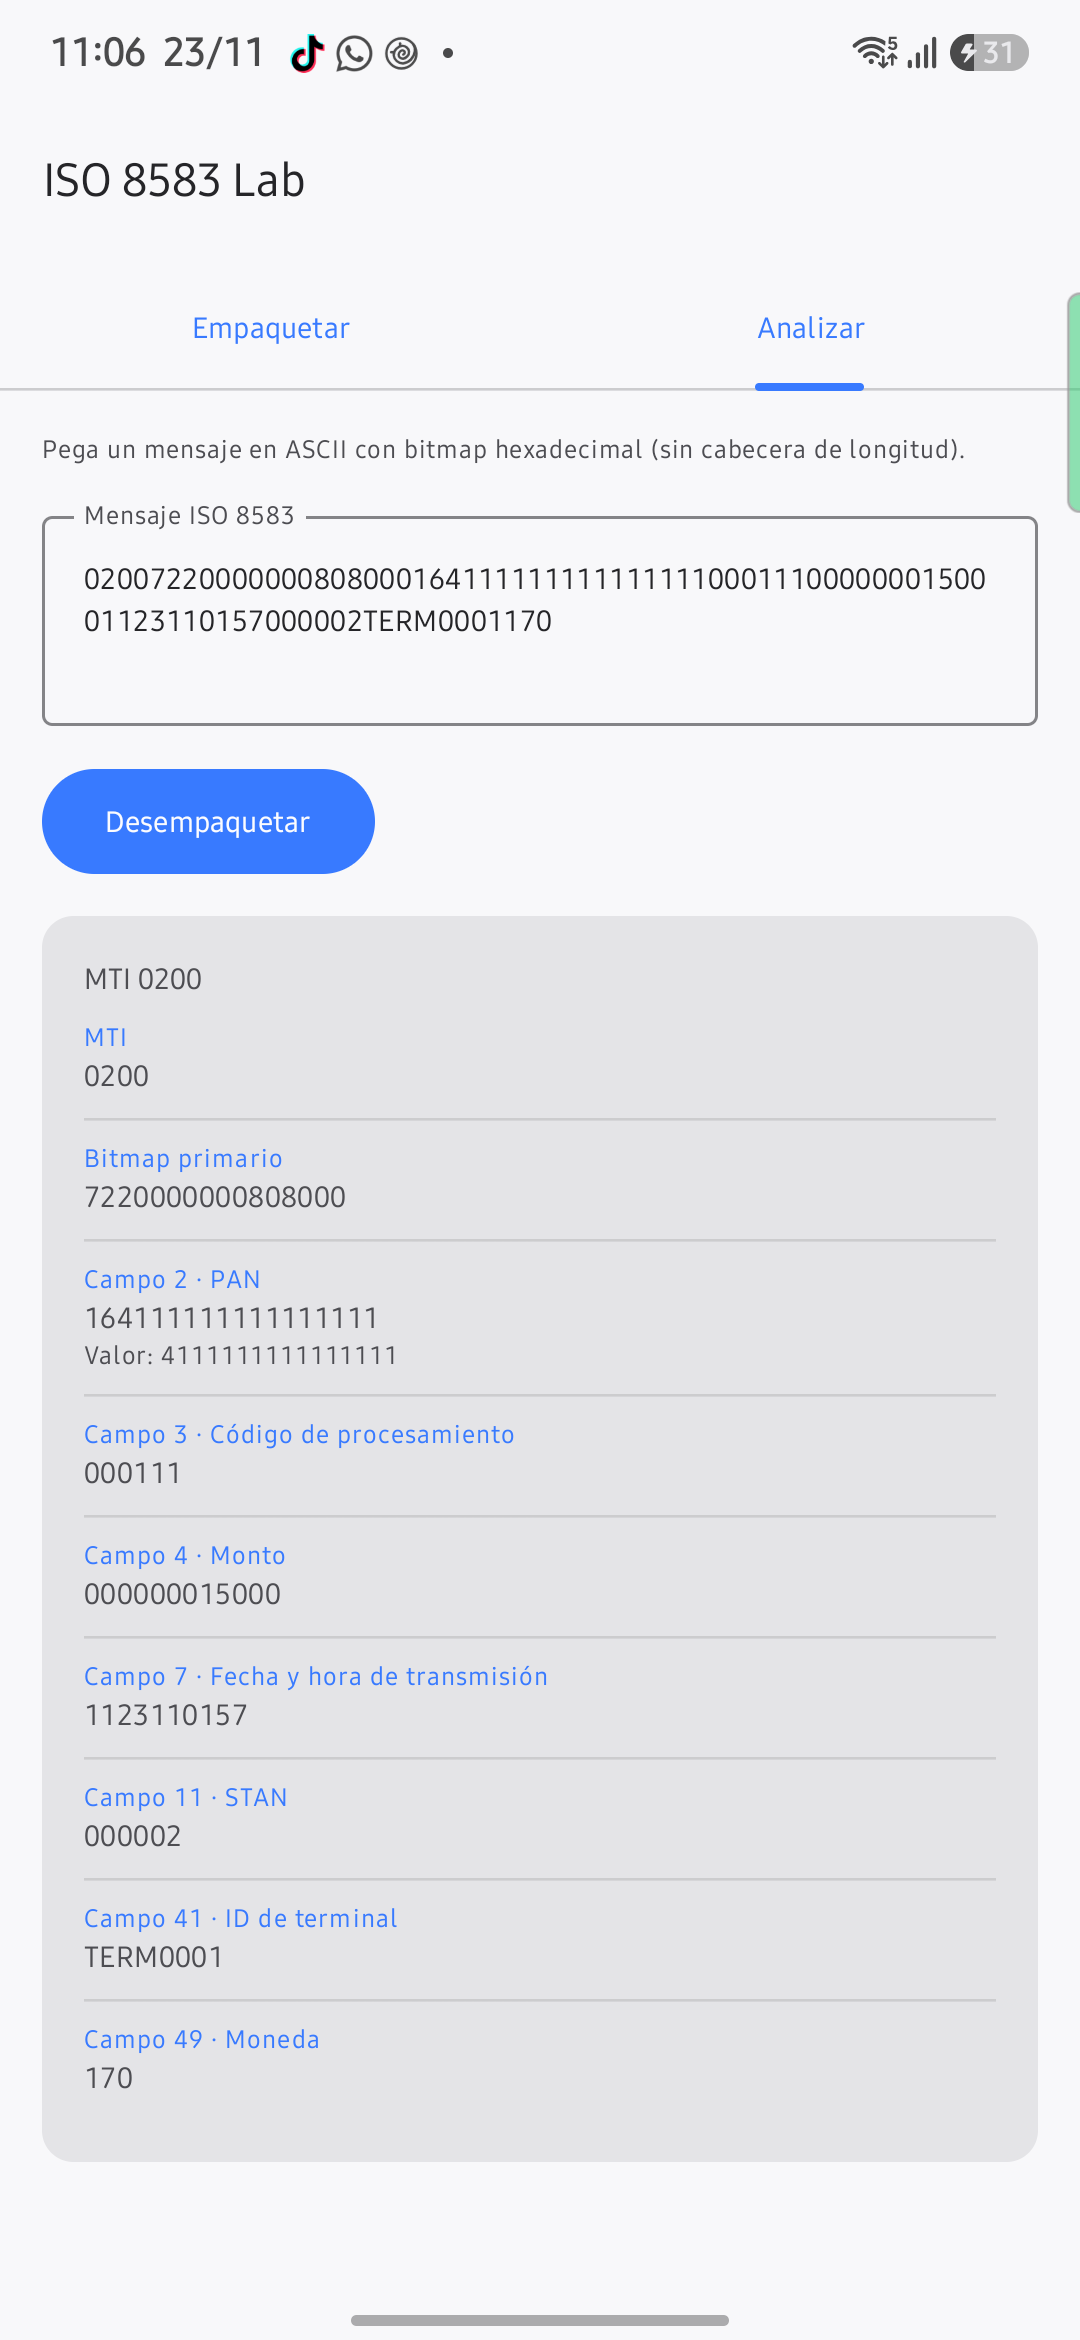 11:06 23/11
5
31
ISO 8583 Lab
Empaquetar
Analizar
Pega un mensaje en ASCII con bitmap hexadecimal (sin cabecera de longitud).
Mensaje ISO 8583
0200722000000080800016411111111111111100011100000001500
01123110157000002TERM0001170
Desempaquetar
MTI 0200
MTI
0200
Bitmap primario
7220000000808000
Campo 2 · PAN
164111111111111111
Valor: 4111111111111111
Campo 3 · Código de procesamiento
000111
Campo 4 · Monto
000000015000
Campo 7 · Fecha y hora de transmisión
1123110157
Campo 11 · STAN
000002
Campo 41 · ID de terminal
TERM0001
Campo 49 · Moneda
170